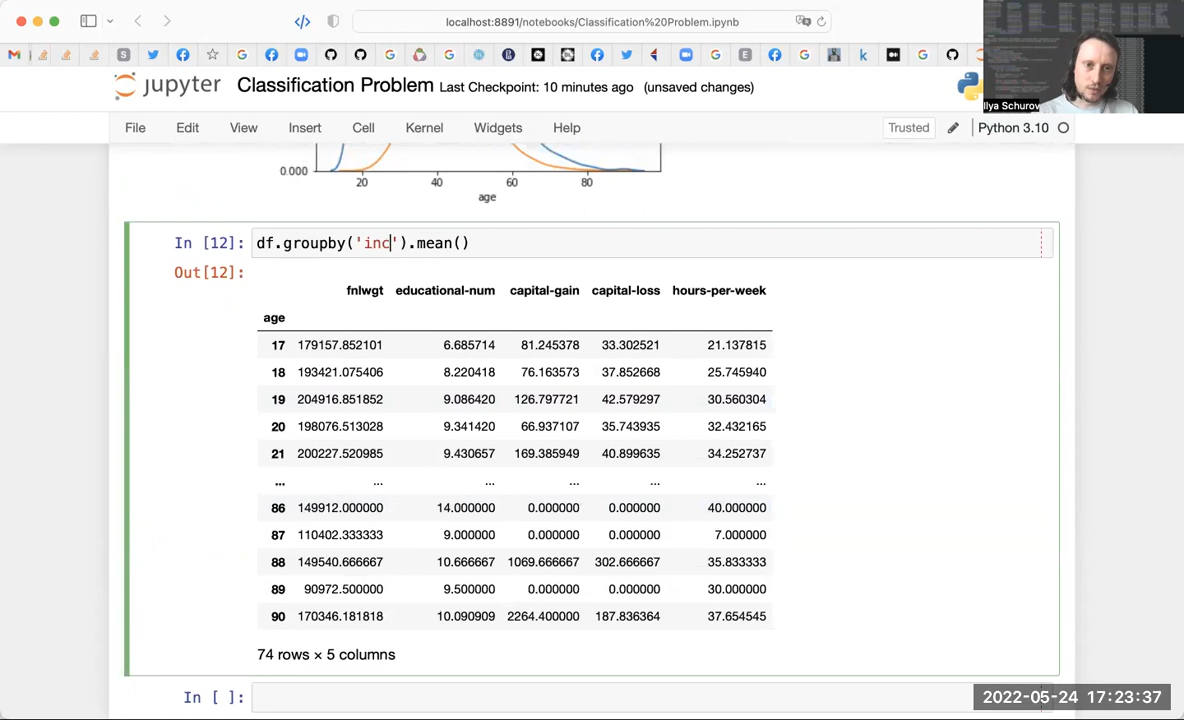 localhost:8891/notebooks/Classification%20Problem.ipynb
jupyter Classification Problem Last Checkpoint: 10 minutes ago (unsaved changes)
Ilya Schurov
File Edit View Insert Cell Kernel Widgets Help Trusted Python 3.10
0.000
20 40 60 80
age
In [12]: df.groupby('inc').mean()
Out[12]:
fnlwgt educational-num capital-gain capital-loss hours-per-week
age
17 179157.852101 6.685714 81.245378 33.302521 21.137815
18 193421.075406 8.220418 76.163573 37.852668 25.745940
19 204916.851852 9.086420 126.797721 42.579297 30.560304
20 198076.513028 9.341420 66.937107 35.743935 32.432165
21 200227.520985 9.430657 169.385949 40.899635 34.252737
... ... ... ... ... ...
86 149912.000000 14.000000 0.000000 0.000000 40.000000
87 110402.333333 9.000000 0.000000 0.000000 7.000000
88 149540.666667 10.666667 1069.666667 302.666667 35.833333
89 90972.500000 9.500000 0.000000 0.000000 30.000000
90 170346.181818 10.090909 2264.400000 187.836364 37.654545
74 rows × 5 columns
In [ ]:
2022-05-24 17:23:37